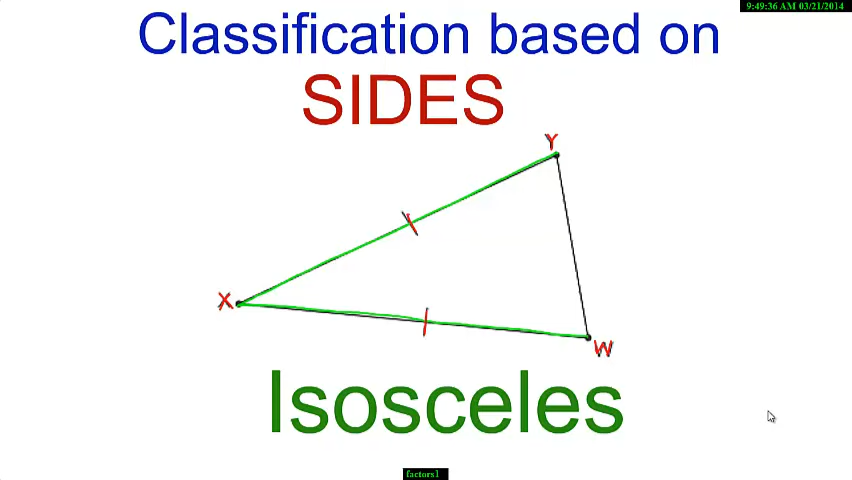 9:49:36 AM 03/21/2014
Classification based on
SIDES
Y
X
W
Isosceles
factors1